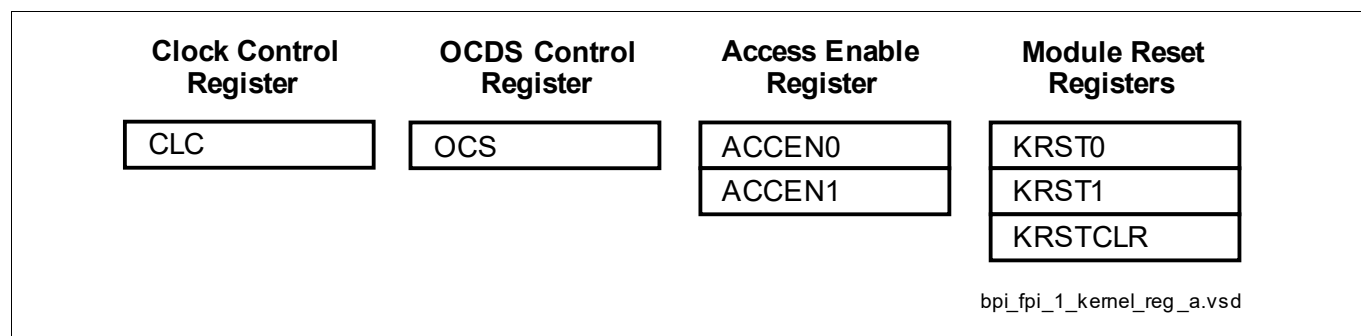 Clock Control
Register
OCDS Control
Register
Access Enable
Register
Module Reset
Registers
CLC
OCS
ACCEN0
ACCEN1
KRST0
KRST1
KRSTCLR
bpi_fpi_1_kernel_reg_a.vsd